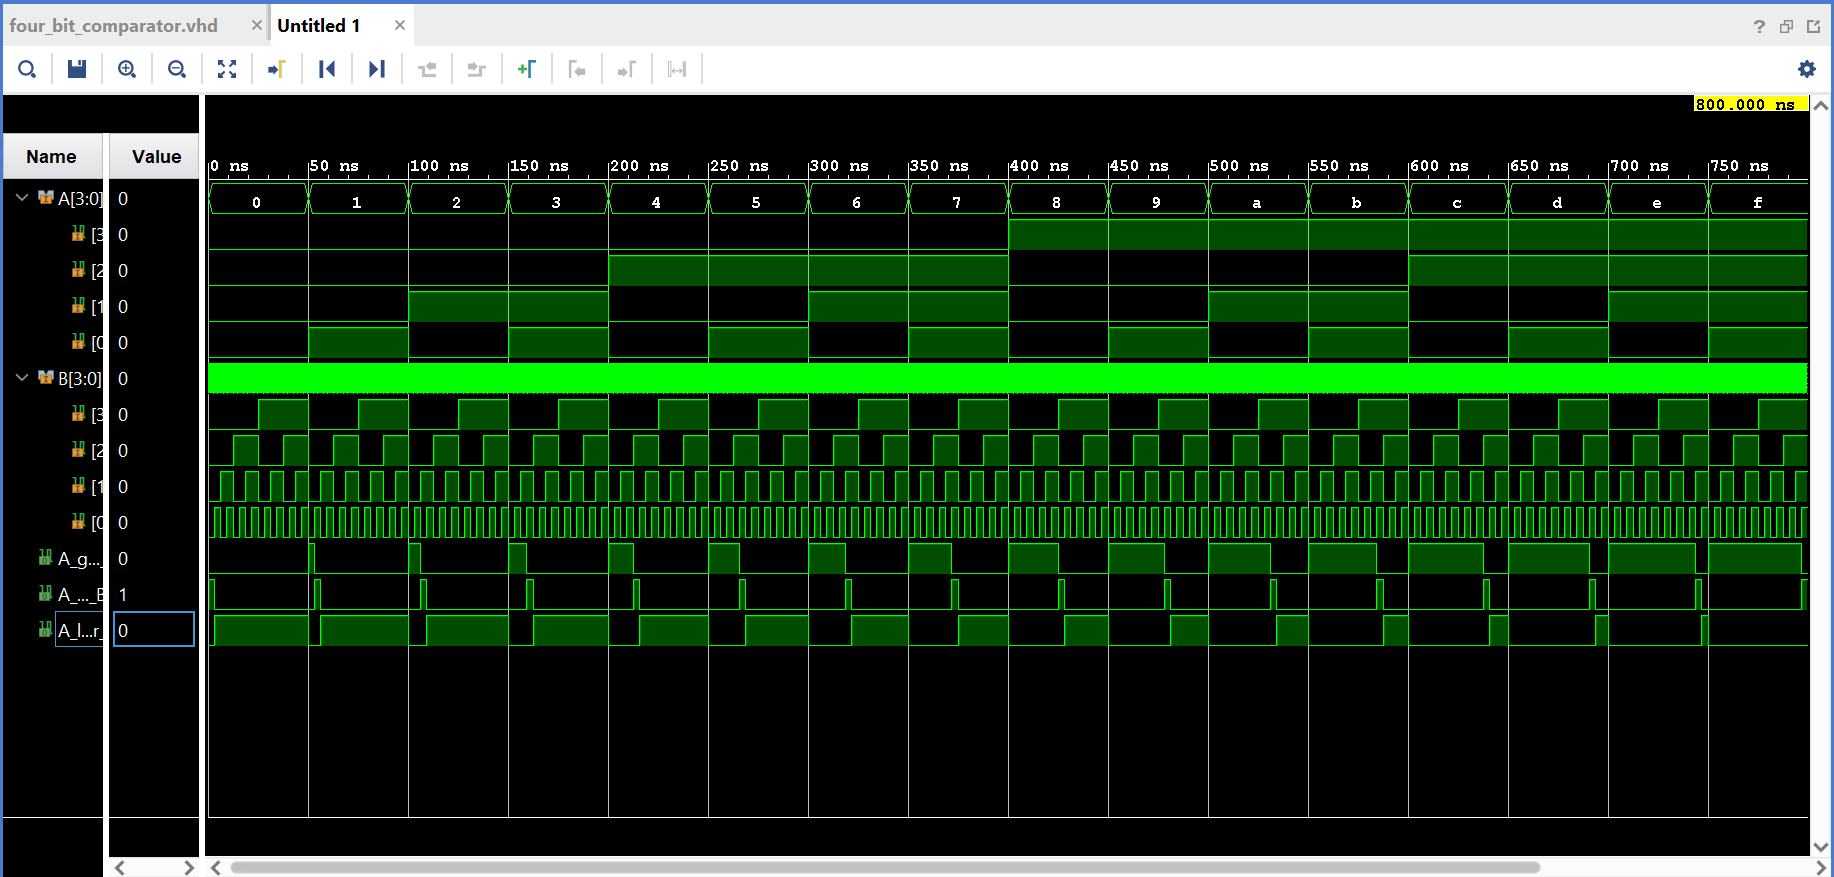 four_bit_comparator.vhd
Untitled 1
800.000 ns
Name Value
0 ns 50 ns 100 ns 150 ns 200 ns 250 ns 300 ns 350 ns 400 ns 450 ns 500 ns 550 ns 600 ns 650 ns 700 ns 750 ns
A[3:0] 0 0 1 2 3 4 5 6 7 8 9 a b c d e f
[3 0
[2 0
[1 0
[0 0
B[3:0] 0
[3 0
[2 0
[1 0
[0 0
A_g..._ 0
A_..._B 1
A_l...r_ 0